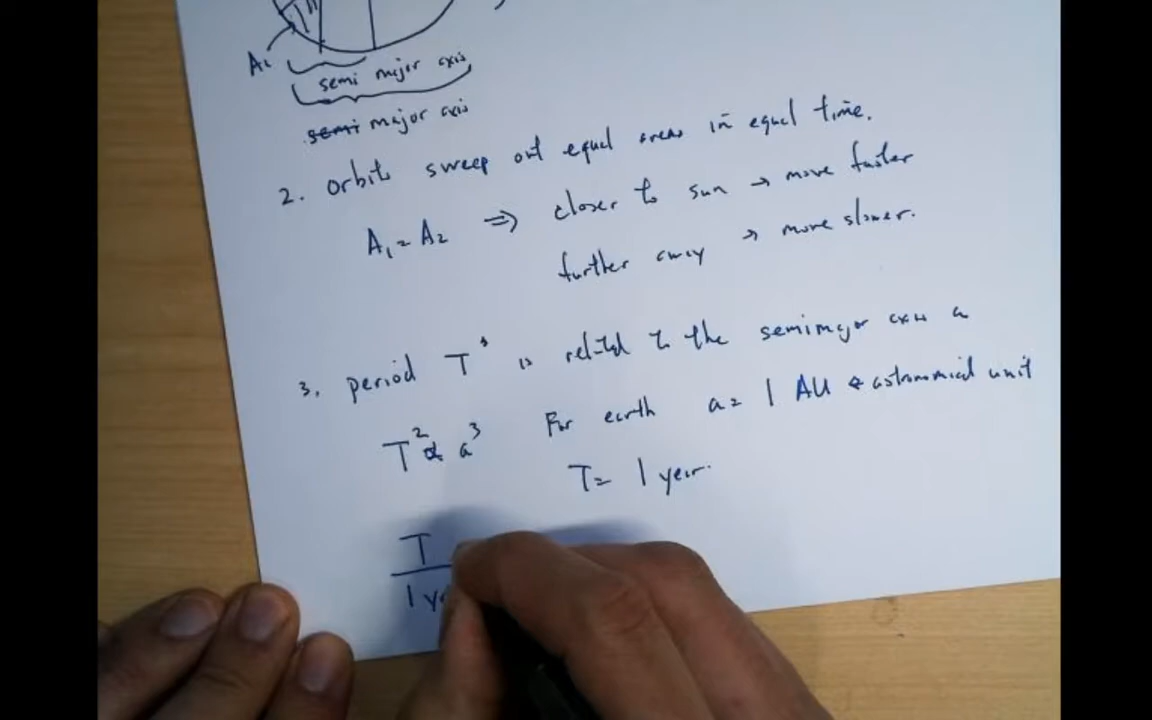 A1
semi major axis
semi major axis
2. orbits sweep out equal areas in equal time.
A1 = A2 ⇒ closer to sun → move faster
further away → move slower.
3. period T is related to the semimajor axis a
T² α a³ For earth a = 1 AU ← astronomical unit
T = 1 year.
T
1 ye